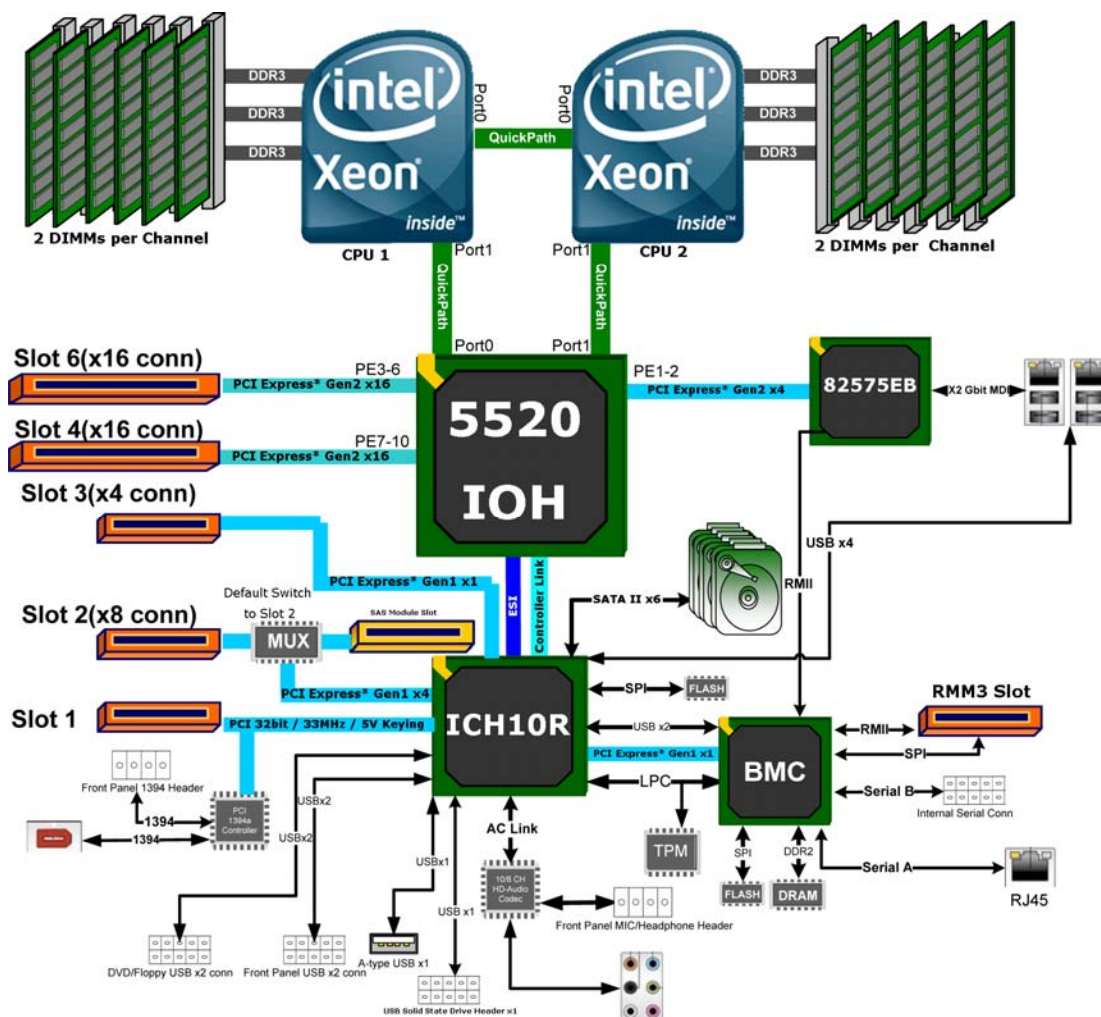 DDR3
DDR3
DDR3
2 DIMMs per Channel
intel®
Xeon®
inside™
CPU 1
Port0
QuickPath
Port0
intel®
Xeon®
inside™
CPU 2
DDR3
DDR3
DDR3
2 DIMMs per Channel
Port1
QuickPath
Port0
Port1
QuickPath
Port1
Slot 6(x16 conn)
PE3-6
PCI Express* Gen2 x16
Slot 4(x16 conn)
PE7-10
PCI Express* Gen2 x16
5520
IOH
PE1-2
PCI Express* Gen2 x4
82575EB
X2 Gbit MDI
USB x4
RMII
Slot 3(x4 conn)
PCI Express* Gen1 x1
ESI
Controller Link
SATA II x6
Slot 2(x8 conn)
Default Switch
to Slot 2
MUX
SAS Module Slot
PCI Express* Gen1 x4
Slot 1
PCI 32bit / 33MHz / 5V Keying
ICH10R
SPI
FLASH
USB x2
PCI Express* Gen1 x1
LPC
TPM
BMC
RMM3 Slot
RMII
SPI
Serial B
Internal Serial Conn
Serial A
RJ45
SPI
FLASH
DDR2
DRAM
Front Panel 1394 Header
1394
1394
PCI
1394a
Controller
USBx2
USBx2
USBx1
USB x1
AC Link
10/8 CH
HD-Audio
Codec
Front Panel MIC/Headphone Header
DVD/Floppy USB x2 conn
Front Panel USB x2 conn
A-type USB x1
USB Solid State Drive Header x1